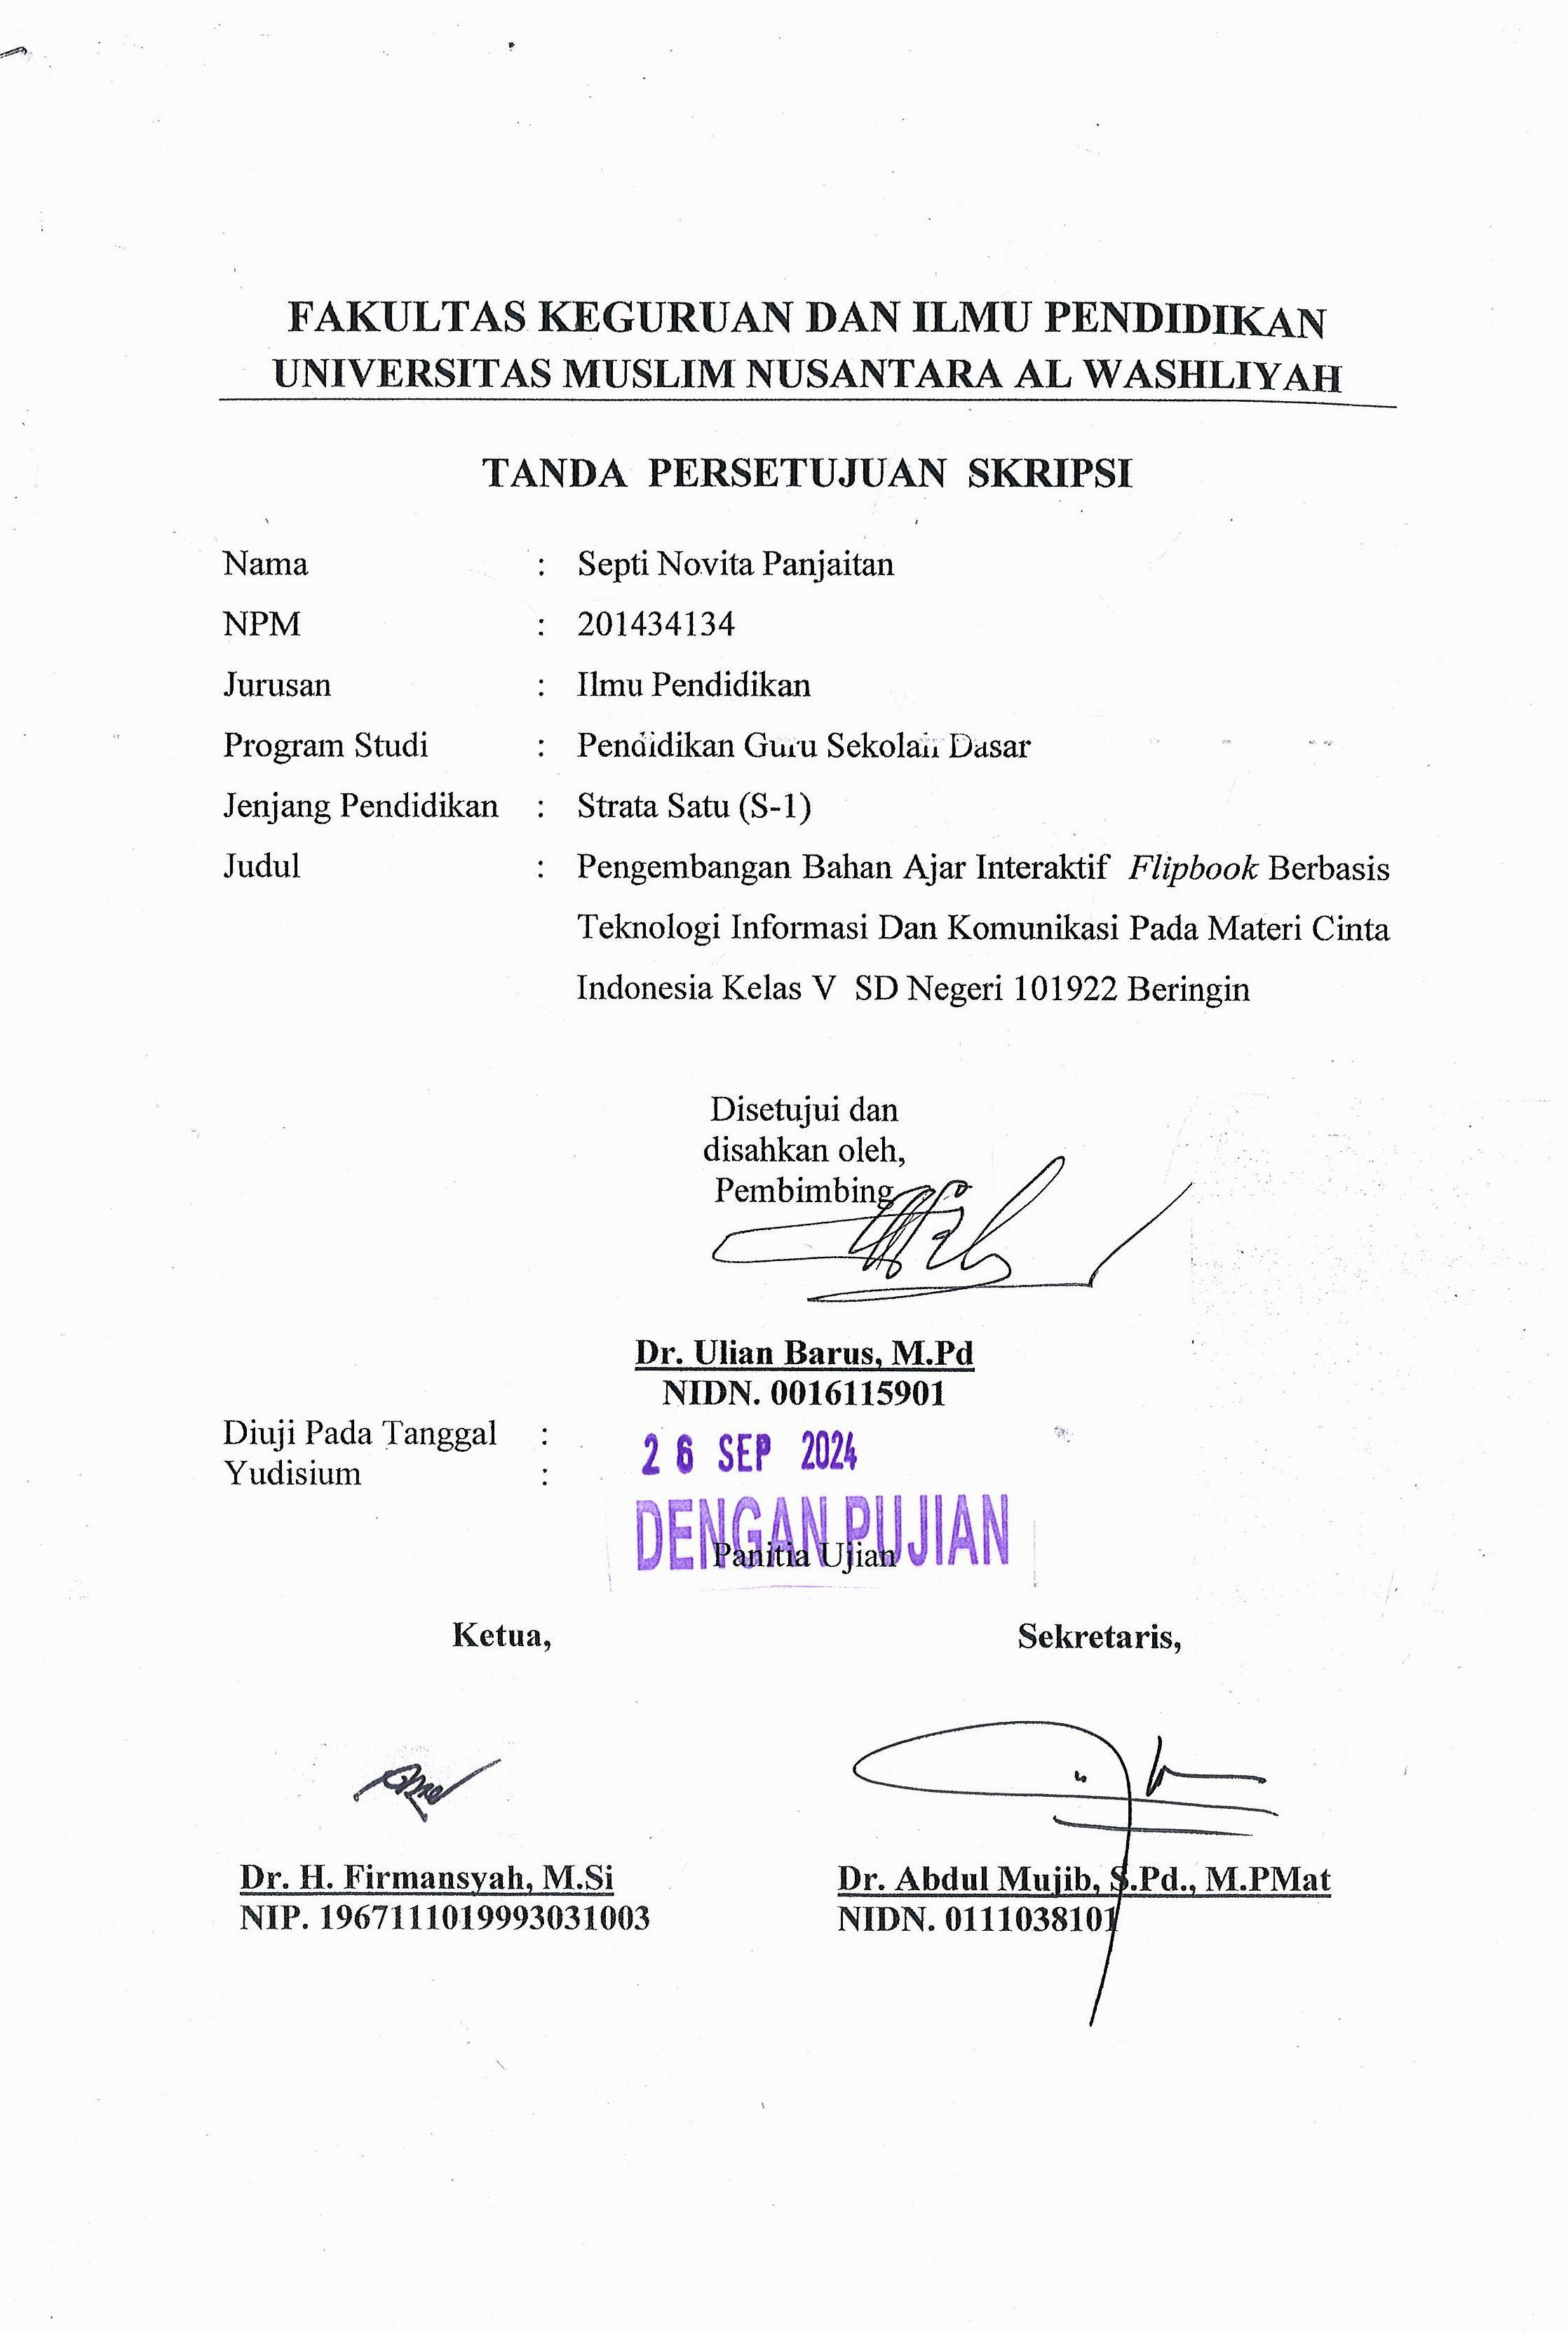 FAKULTAS KEGURUAN DAN ILMU PENDIDIKAN
UNIVERSITAS MUSLIM NUSANTARA AL WASHLIYAH
TANDA PERSETUJUAN SKRIPSI
Nama : Septi Novita Panjaitan
NPM : 201434134
Jurusan : Ilmu Pendidikan
Program Studi : Pendidikan Guru Sekolah Dasar
Jenjang Pendidikan : Strata Satu (S-1)
Judul : Pengembangan Bahan Ajar Interaktif Flipbook Berbasis
Teknologi Informasi Dan Komunikasi Pada Materi Cinta
Indonesia Kelas V SD Negeri 101922 Beringin
Disetujui dan
disahkan oleh,
Pembimbing
Dr. Ulian Barus, M.Pd
NIDN. 0016115901
Diuji Pada Tanggal : 26 SEP 2024
Yudisium :
DENGAN PUJIAN
Panitia Ujian
Ketua, Sekretaris,
Dr. H. Firmansyah, M.Si Dr. Abdul Mujib, S.Pd., M.PMat
NIP. 1967111019993031003 NIDN. 0111038101